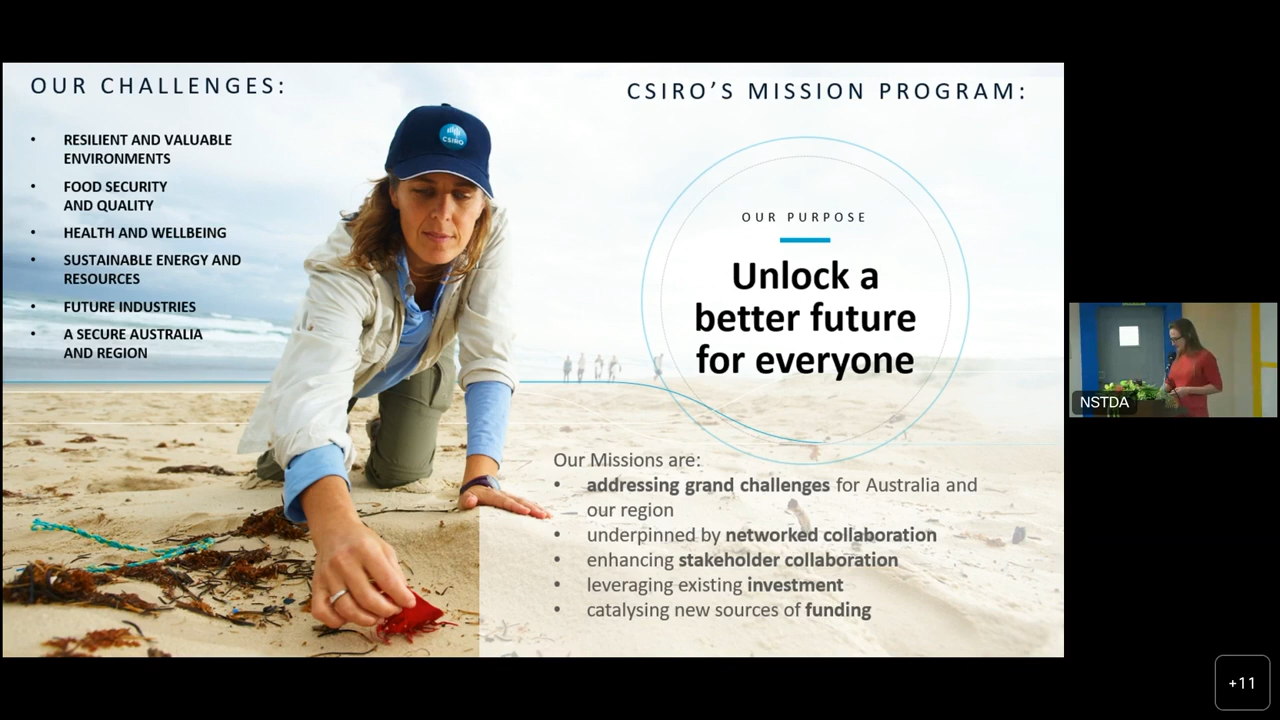 OUR CHALLENGES:
• RESILIENT AND VALUABLE
ENVIRONMENTS
• FOOD SECURITY
AND QUALITY
• HEALTH AND WELLBEING
• SUSTAINABLE ENERGY AND
RESOURCES
• FUTURE INDUSTRIES
• A SECURE AUSTRALIA
AND REGION
CSIRO
CSIRO’S MISSION PROGRAM:
OUR PURPOSE
Unlock a
better future
for everyone
Our Missions are:
• addressing grand challenges for Australia and
our region
• underpinned by networked collaboration
• enhancing stakeholder collaboration
• leveraging existing investment
• catalysing new sources of funding
NSTDA
+11